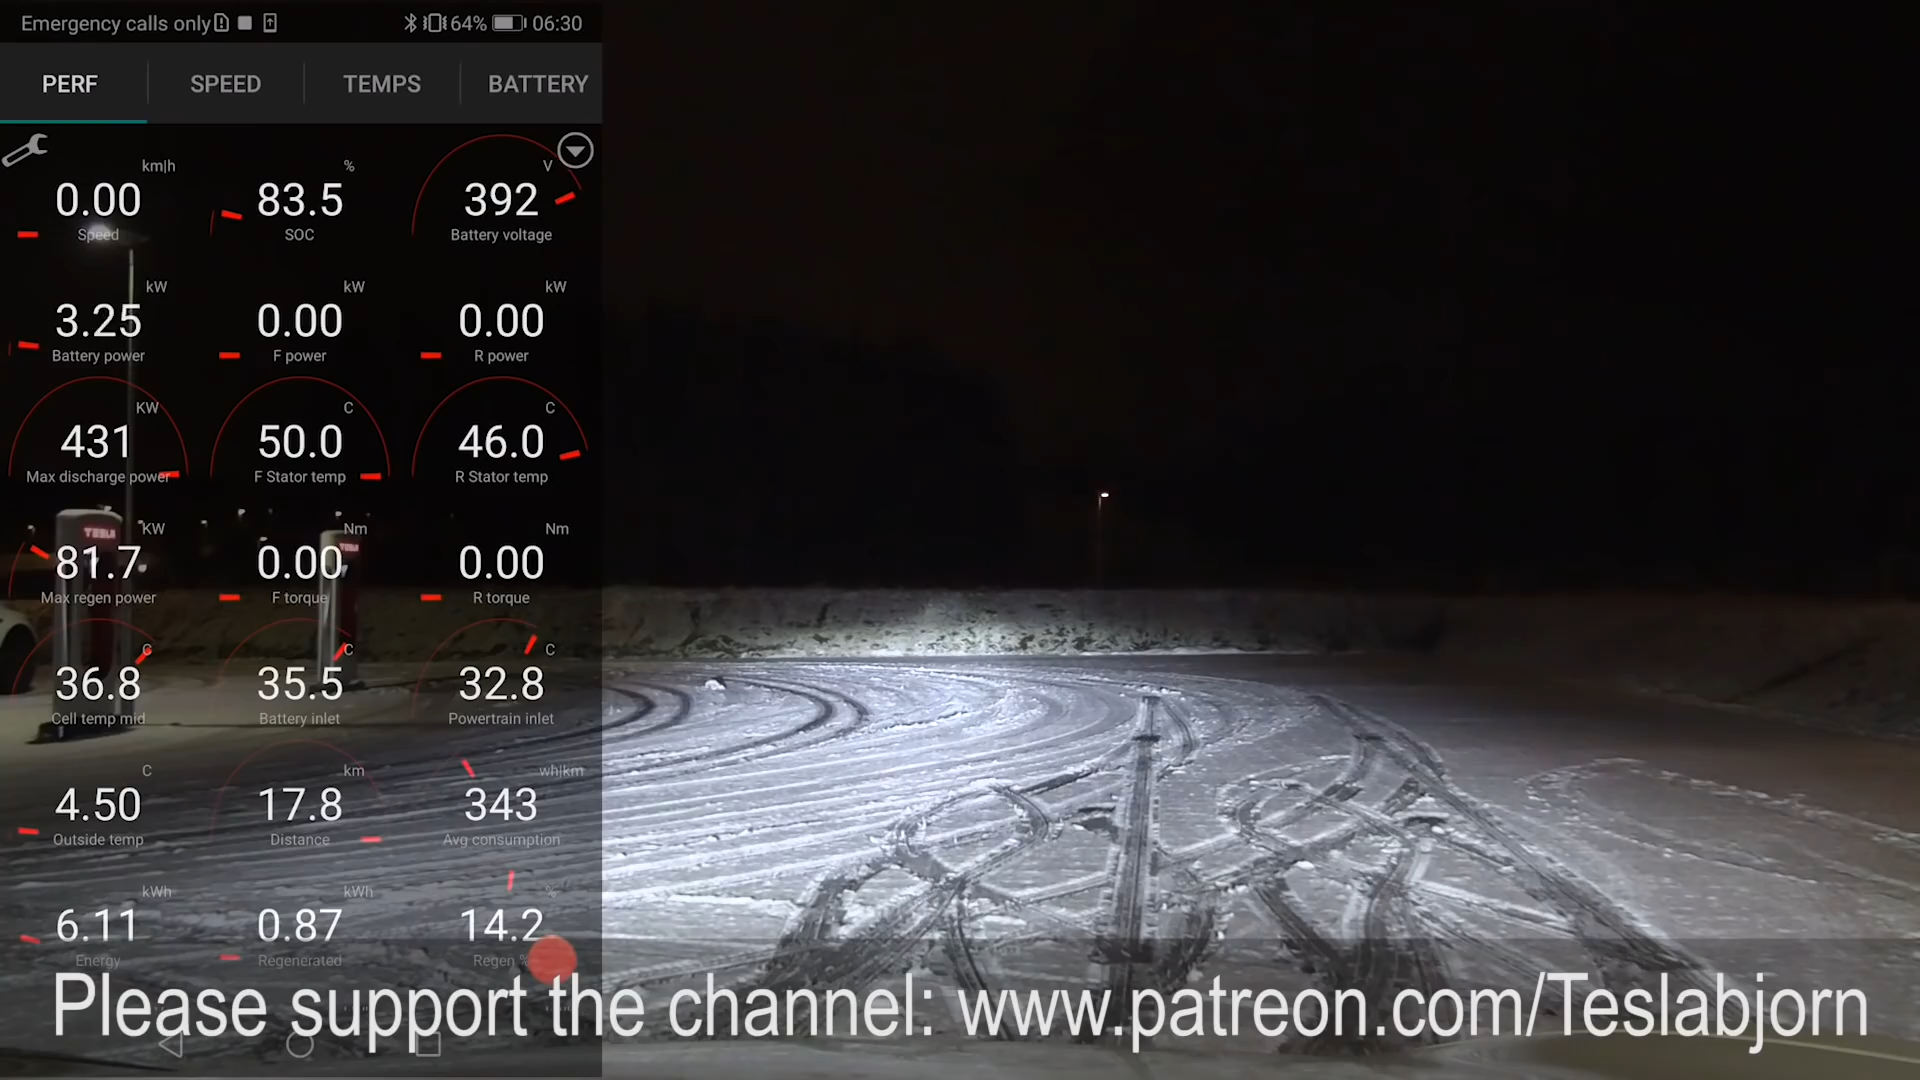 Emergency calls only 64% 06:30
PERF SPEED TEMPS BATTERY
km|h % V
0.00 83.5 392
Speed SOC Battery voltage
kW kW kW
3.25 0.00 0.00
Battery power F power R power
KW C C
431 50.0 46.0
Max discharge power F Stator temp R Stator temp
TESLA KW Nm Nm
TESLA
81.7 0.00 0.00
Max regen power F torque R torque
C C C
36.8 35.5 32.8
Cell temp mid Battery inlet Powertrain inlet
C km wh|km
4.50 17.8 343
Outside temp Distance Avg consumption
kWh kWh %
6.11 0.87 14.2
Energy Regenerated Regen %
Please support the channel: www.patreon.com/Teslabjorn